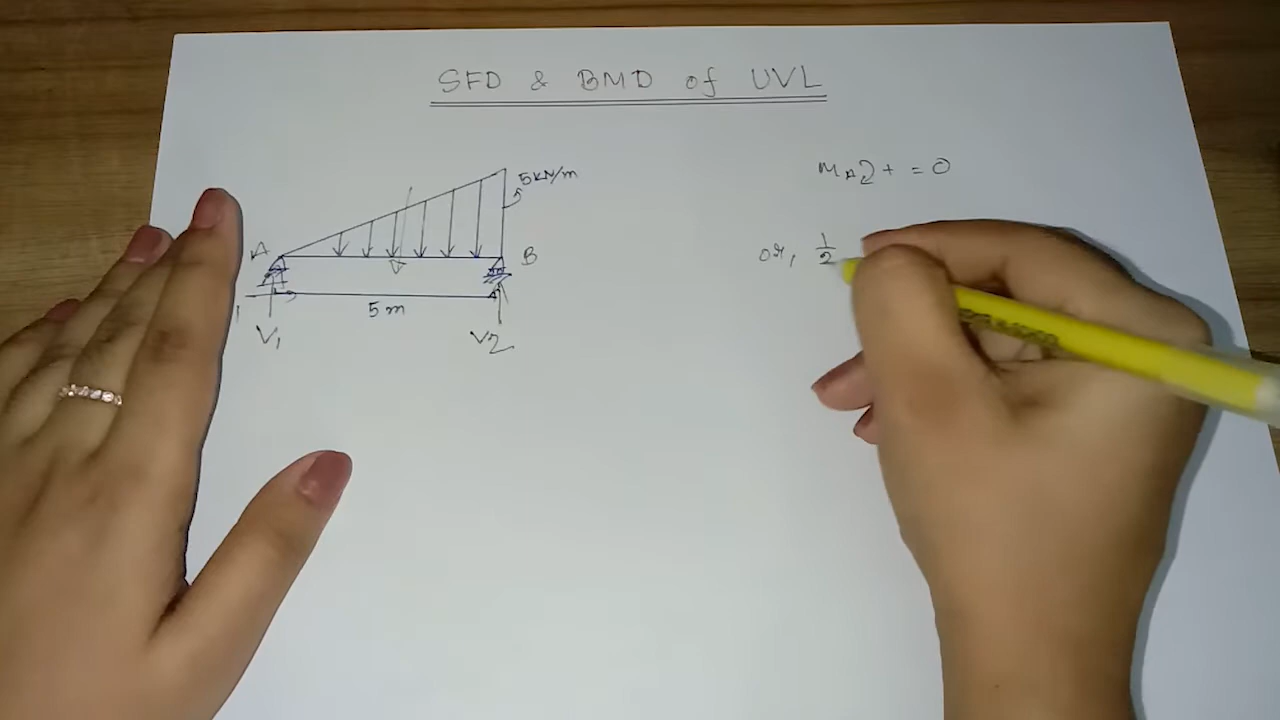 SFD & BMD of UVL
5kN/m
MA↻+ = 0
A
B
or, 1/2
5 m
V1
V2